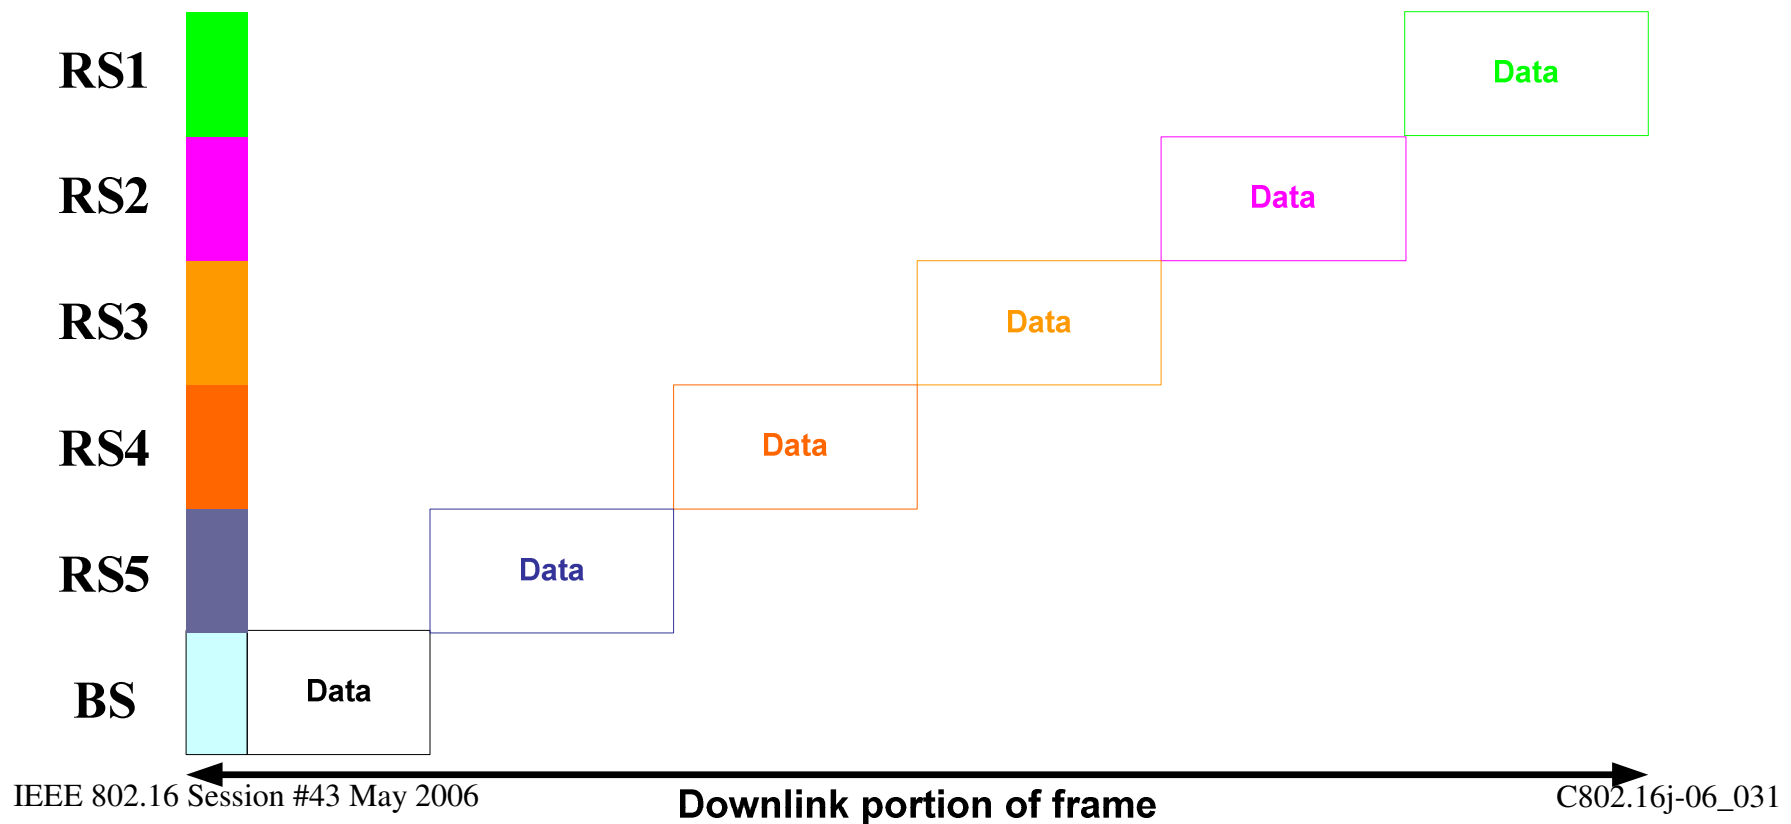 RS1
Data
RS2
Data
RS3
Data
RS4
Data
RS5
Data
BS
Data
IEEE 802.16 Session #43 May 2006
Downlink portion of frame
C802.16j-06_031